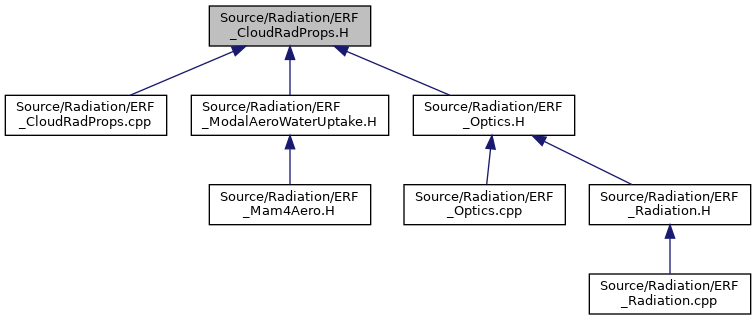 Source/Radiation/ERF
_CloudRadProps.H
Source/Radiation/ERF
_CloudRadProps.cpp
Source/Radiation/ERF
_ModalAeroWaterUptake.H
Source/Radiation/ERF
_Optics.H
Source/Radiation/ERF
_Mam4Aero.H
Source/Radiation/ERF
_Optics.cpp
Source/Radiation/ERF
_Radiation.H
Source/Radiation/ERF
_Radiation.cpp